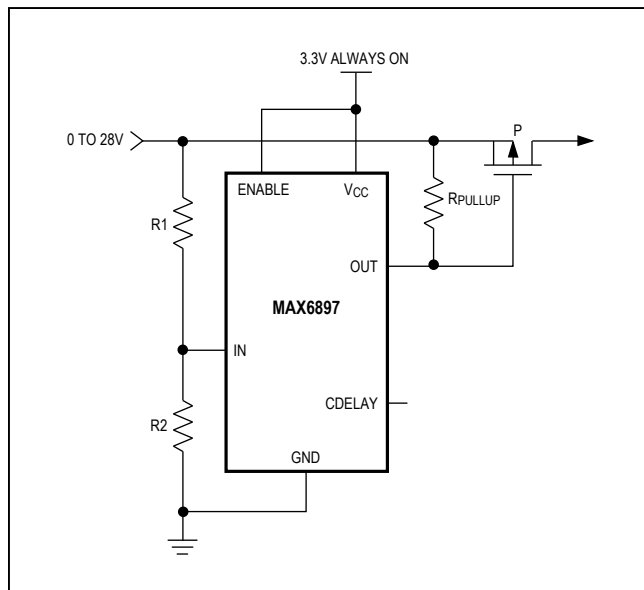 3.3V ALWAYS ON
0 TO 28V
P
ENABLE
VCC
R1
RPULLUP
OUT
MAX6897
IN
CDELAY
R2
GND